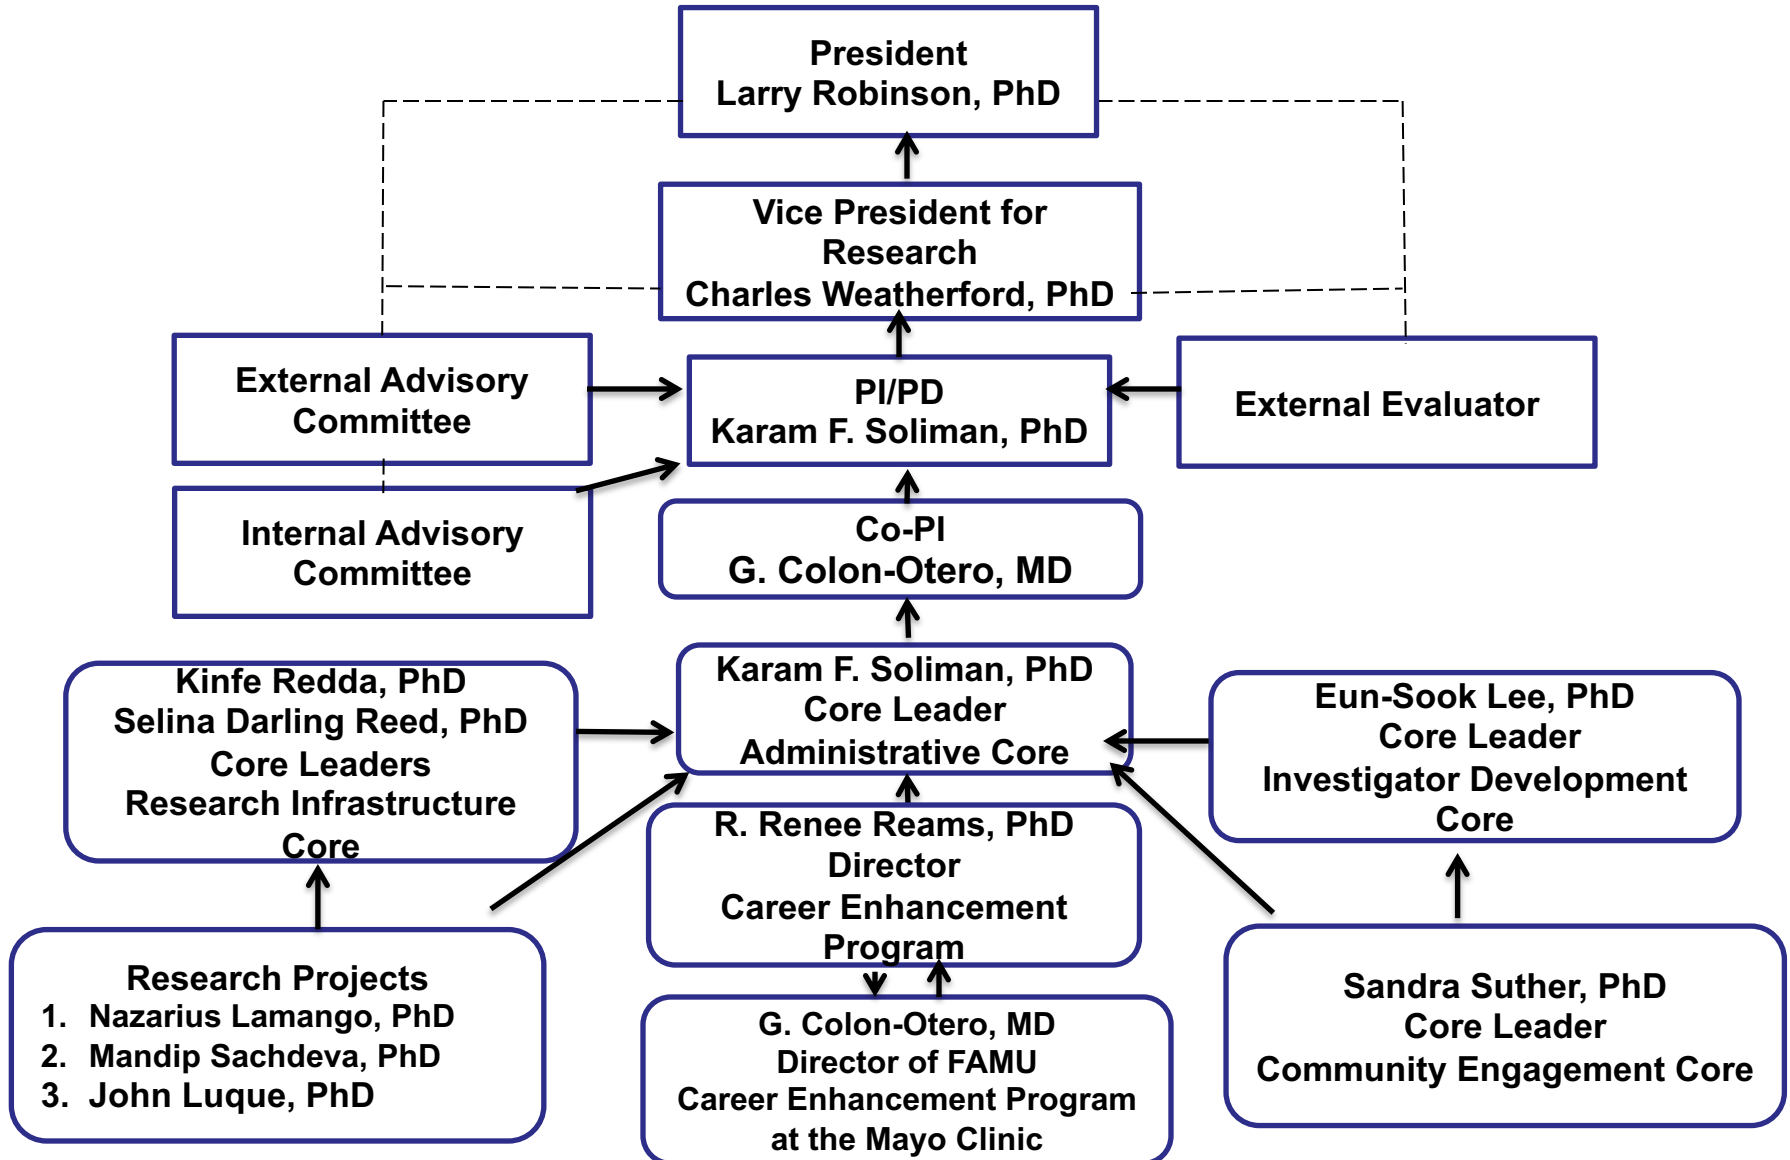 President
Larry Robinson, PhD
Vice President for
Research
Charles Weatherford, PhD
External Advisory
Committee
PI/PD
Karam F. Soliman, PhD
External Evaluator
Internal Advisory
Committee
Co-PI
G. Colon-Otero, MD
Kinfe Redda, PhD
Selina Darling Reed, PhD
Core Leaders
Research Infrastructure
Core
Karam F. Soliman, PhD
Core Leader
Administrative Core
Eun-Sook Lee, PhD
Core Leader
Investigator Development
Core
R. Renee Reams, PhD
Director
Career Enhancement
Program
Research Projects
1. Nazarius Lamango, PhD
2. Mandip Sachdeva, PhD
3. John Luque, PhD
G. Colon-Otero, MD
Director of FAMU
Career Enhancement Program
at the Mayo Clinic
Sandra Suther, PhD
Core Leader
Community Engagement Core